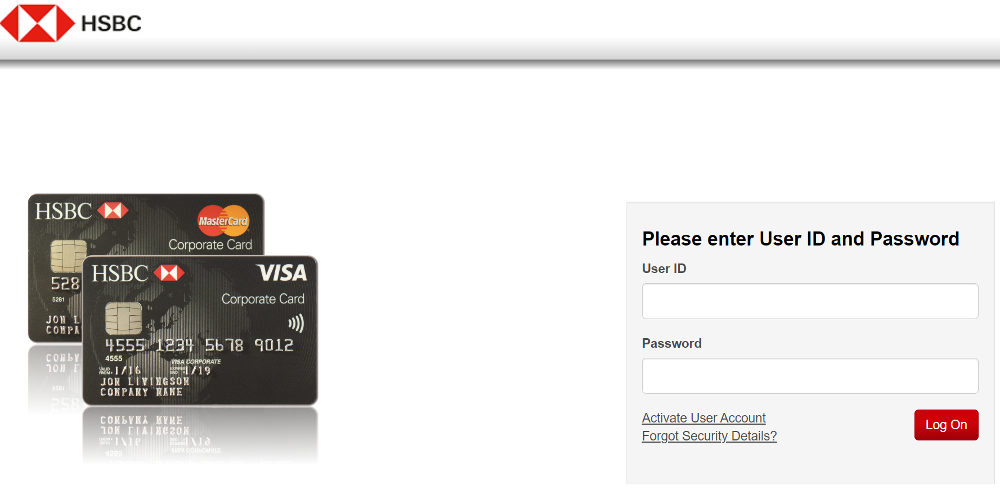 HSBC
HSBC
MasterCard
Corporate Card
528
5281
JON L
COMPA
HSBC
VISA
Corporate Card
4555 1234 5678 9012
4555
VISA CORPORATE
VALID FROM 1/16
EXPIRES END 1/19
JON LIVINGSON
COMPANY NAME
Please enter User ID and Password
User ID
Password
Activate User Account
Forgot Security Details?
Log On